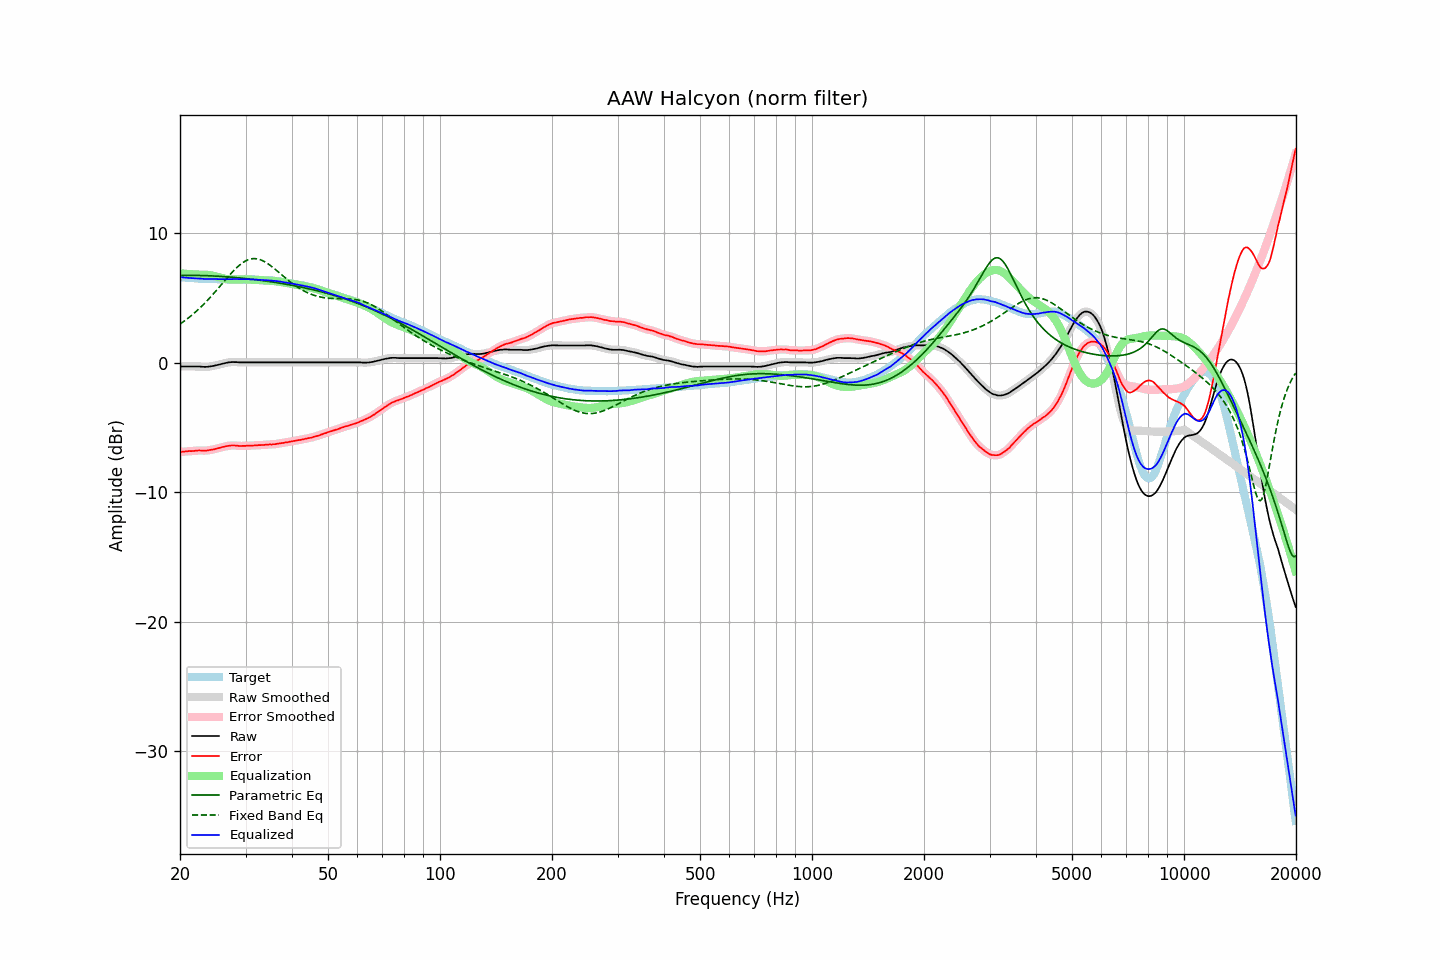 AAW Halcyon (norm filter)
Amplitude (dBr)
10
0
−10
−20
−30
Target
Raw Smoothed
Error Smoothed
Raw
Error
Equalization
Parametric Eq
Fixed Band Eq
Equalized
20 50 100 200 500 1000 2000 5000 10000 20000
Frequency (Hz)